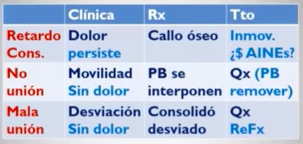 Clínica Rx Tto
Retardo Dolor Callo óseo Inmov.
Cons. persiste ¿$ AINEs?
No Movilidad PB se Qx (PB
unión Sin dolor interponen remover)
Mala Desviación Consolidó Qx
unión Sin dolor desviado ReFx